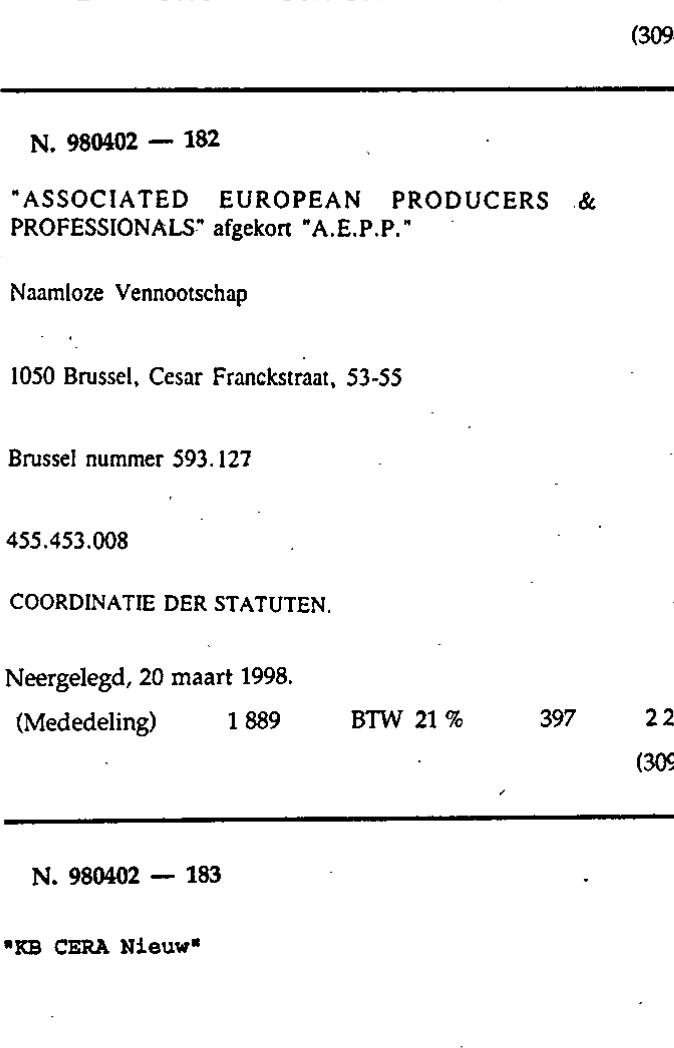 (309
N. 980402 — 182
"ASSOCIATED EUROPEAN PRODUCERS &
PROFESSIONALS" afgekort "A.E.P.P."
Naamloze Vennootschap
1050 Brussel, Cesar Franckstraat, 53-55
Brussel nummer 593.127
455.453.008
COORDINATIE DER STATUTEN.
Neergelegd, 20 maart 1998.
(Mededeling) 1 889 BTW 21 % 397 2 2
(309
N. 980402 — 183
"KB CERA Nieuw"